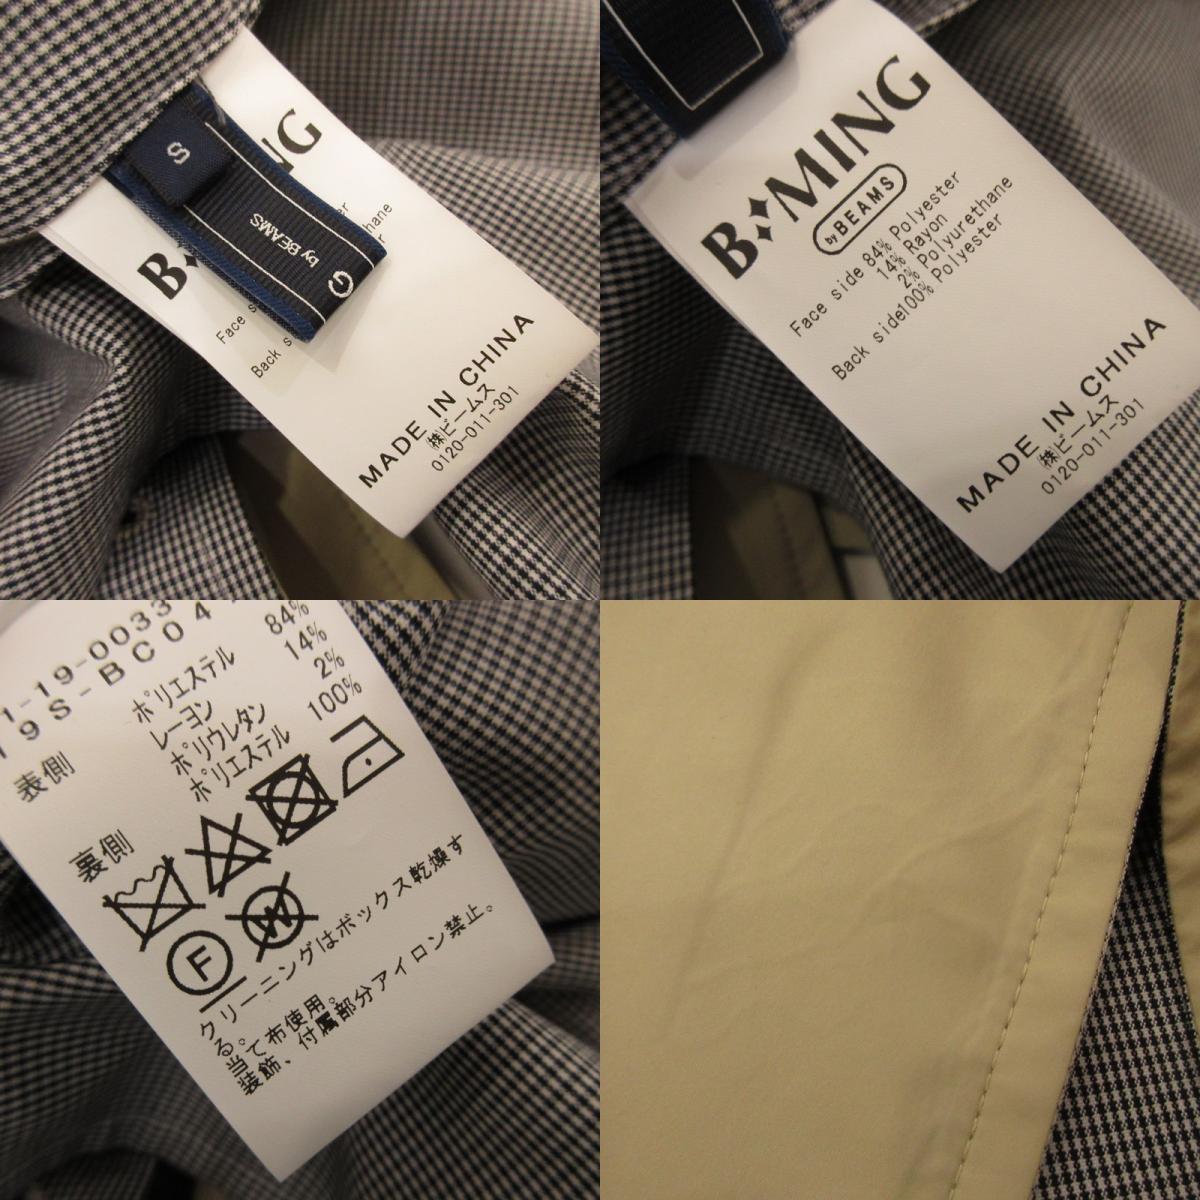 S
by BEAMS
G
B NG
Face s
Back s
hane
MADE IN CHINA
㈱ビームス
0120-011-301
B MING
by BEAMS
Face side 84% Polyester
14% Rayon
2% Polyurethane
Back side100% Polyester
MADE IN CHINA
㈱ビームス
0120-011-301
1-19-0033
19S-BC04
表側
ポリエステル 84%
レーヨン 14%
ポリウレタン 2%
裏側
ポリエステル 100%
F
W
クリーニングはボックス乾燥す
る。
当て布使用。
装飾、付属部分アイロン禁止。